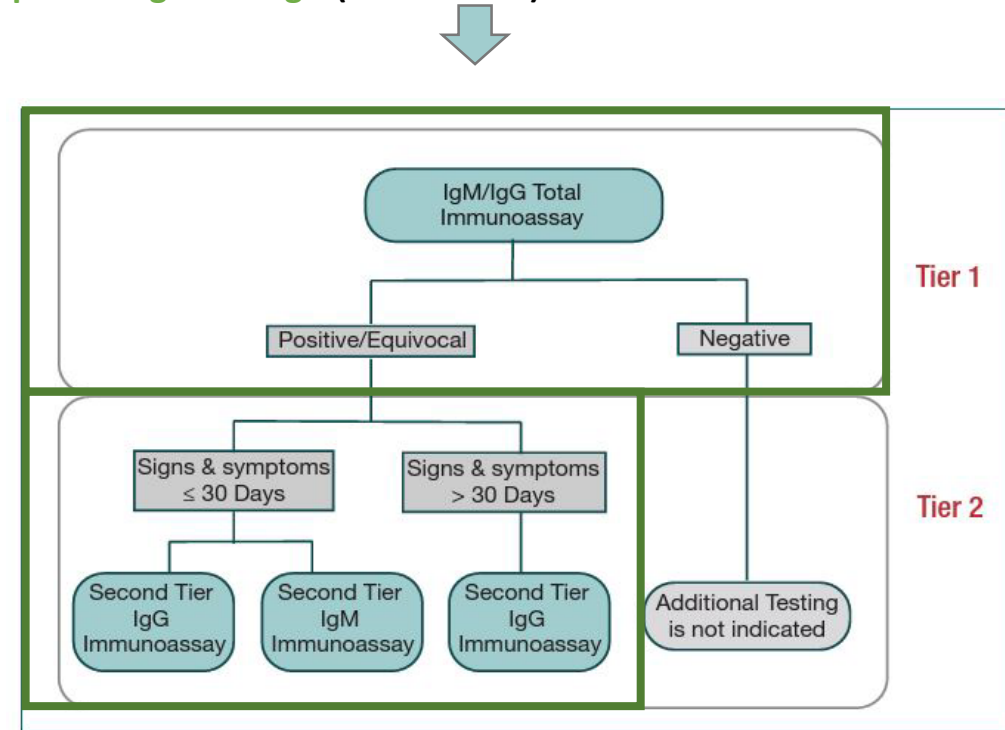 IgM/IgG Total
Immunoassay
Tier 1
Positive/Equivocal
Negative
Signs & symptoms
≤ 30 Days
Signs & symptoms
> 30 Days
Tier 2
Second Tier
IgG
Immunoassay
Second Tier
IgM
Immunoassay
Second Tier
IgG
Immunoassay
Additional Testing
is not indicated